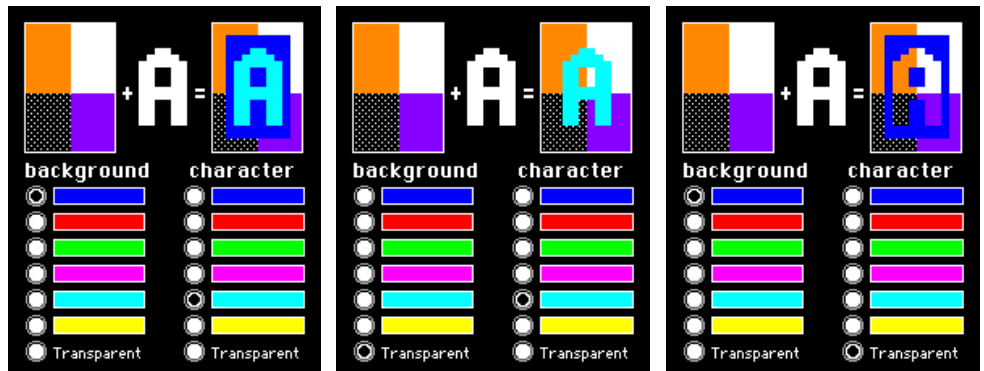 + A = A
background character
Transparent Transparent
+ A = A
background character
Transparent Transparent
+ A = A
background character
Transparent Transparent